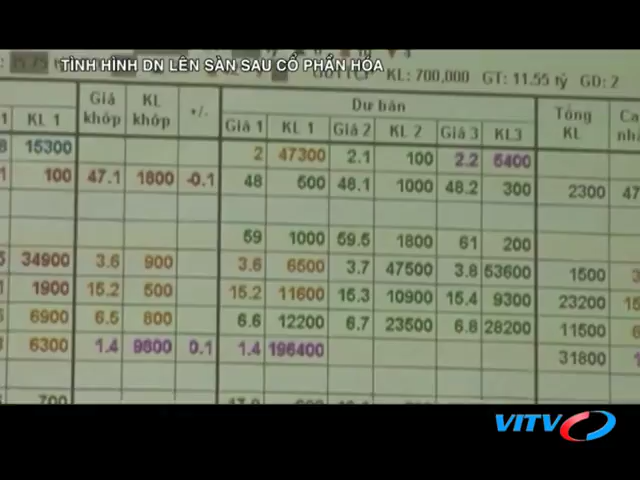 TÌNH HÌNH DN LÊN SÀN SAU CỔ PHẦN HÓA
KL: 700,000 GT: 11.55 tỷ GD: 2
Giá khớp KL khớp +/- Dư bán Tổng KL
KL 1 Giá 1 KL 1 Giá 2 KL 2 Giá 3 KL3
15300 2 47300 2.1 100 2.2 5400
100 47.1 1800 -0.1 48 500 48.1 1000 48.2 300 2300 47
59 1000 59.5 1800 61 200
34900 3.6 900 3.6 6500 3.7 47500 3.8 53600 1500
1900 15.2 500 15.2 11600 15.3 10900 15.4 9300 23200
6900 6.5 800 6.6 12200 6.7 23500 6.8 28200 11500
6300 1.4 9800 0.1 1.4 196400 31800
700
VITV